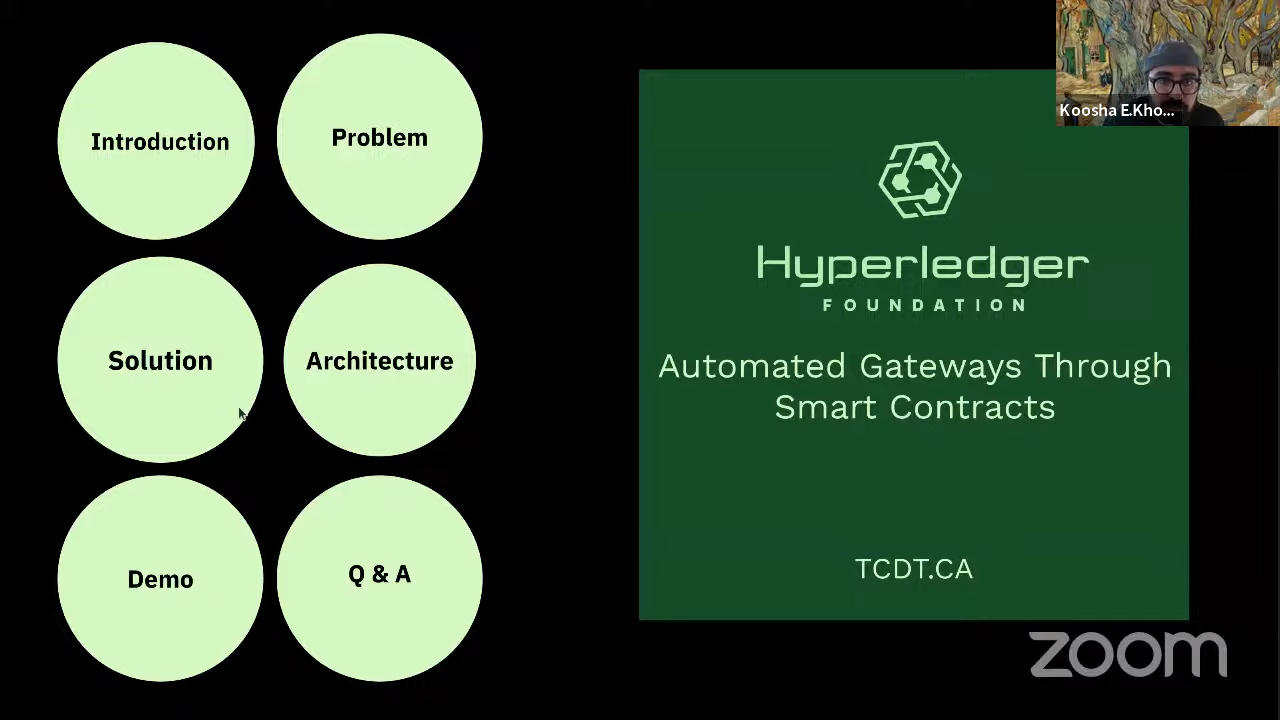 Introduction
Problem
Solution
Architecture
Demo
Q & A
Hyperledger
FOUNDATION
Automated Gateways Through
Smart Contracts
TCDT.CA
Koosha E.Kho...
zoom